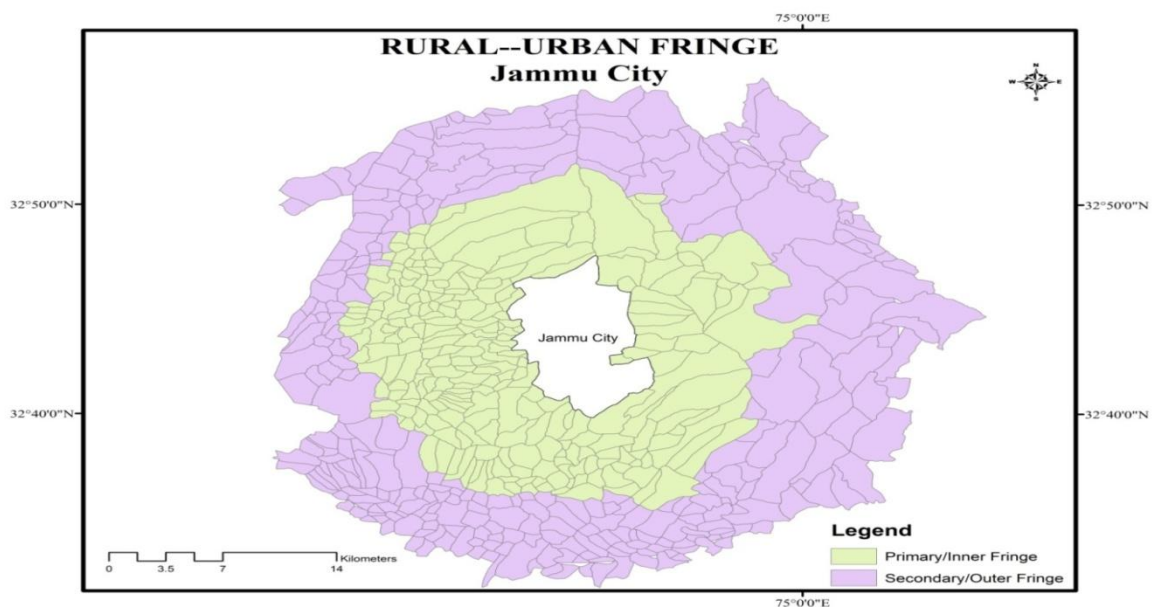 75°0'0"E
RURAL--URBAN FRINGE
Jammu City
N
W E
S
32°50'0"N 32°50'0"N
Jammu City
32°40'0"N 32°40'0"N
Legend
Primary/Inner Fringe
Secondary/Outer Fringe
Kilometers
0 3.5 7 14
75°0'0"E